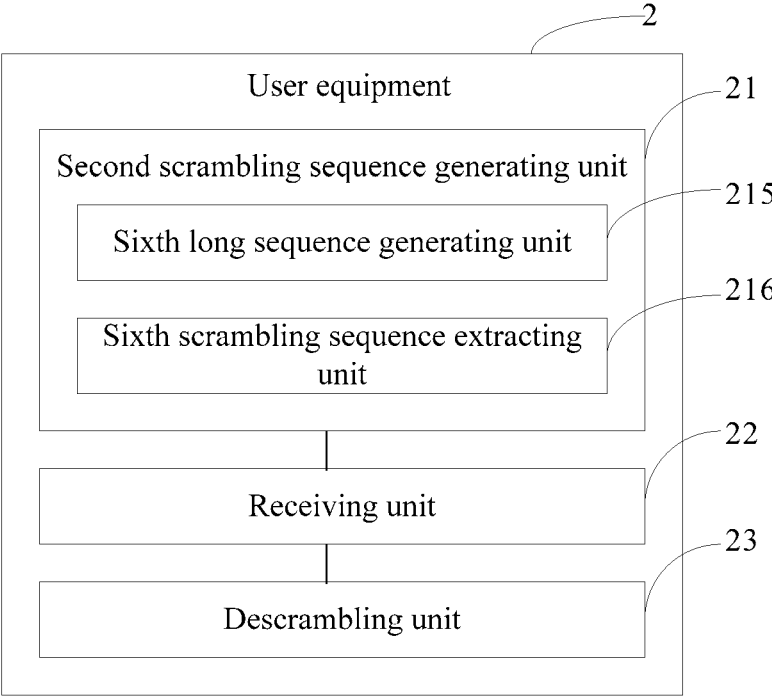 2
User equipment
21
Second scrambling sequence generating unit
215
Sixth long sequence generating unit
216
Sixth scrambling sequence extracting
unit
22
Receiving unit
23
Descrambling unit